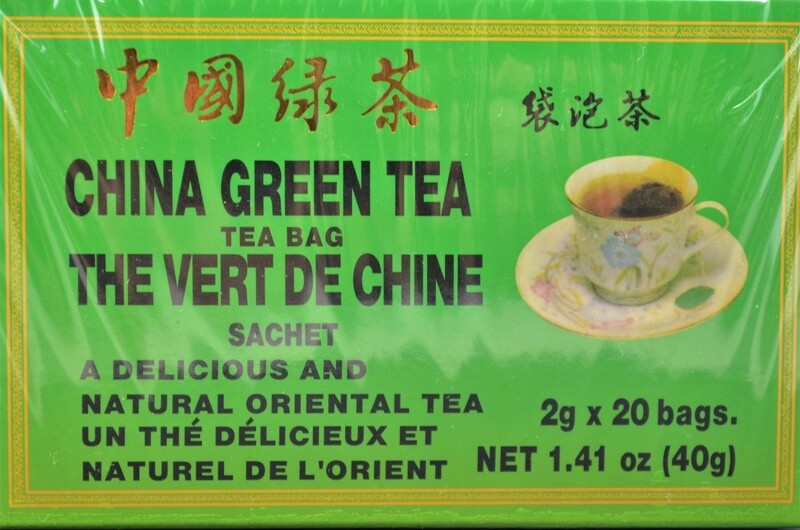 中國绿茶
袋泡茶
CHINA GREEN TEA
TEA BAG
THE VERT DE CHINE
SACHET
A DELICIOUS AND
NATURAL ORIENTAL TEA
UN THÉ DÉLICIEUX ET
NATUREL DE L'ORIENT
2g x 20 bags.
NET 1.41 oz (40g)